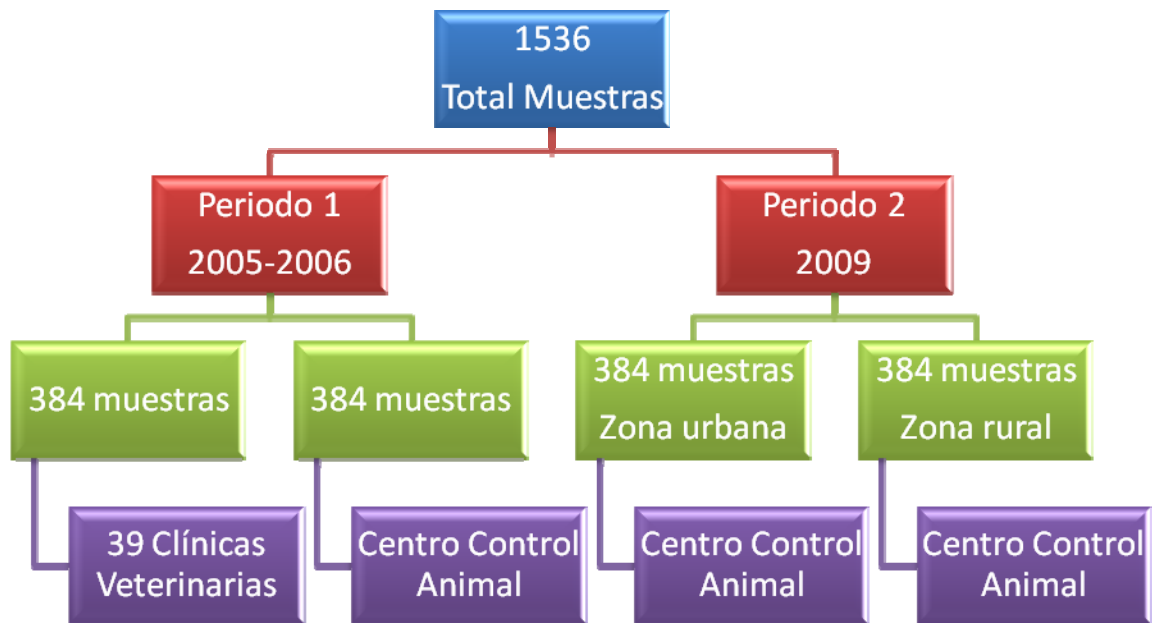 1536
Total Muestras
Periodo 1
2005-2006
Periodo 2
2009
384 muestras
384 muestras
384 muestras
Zona urbana
384 muestras
Zona rural
39 Clínicas
Veterinarias
Centro Control
Animal
Centro Control
Animal
Centro Control
Animal